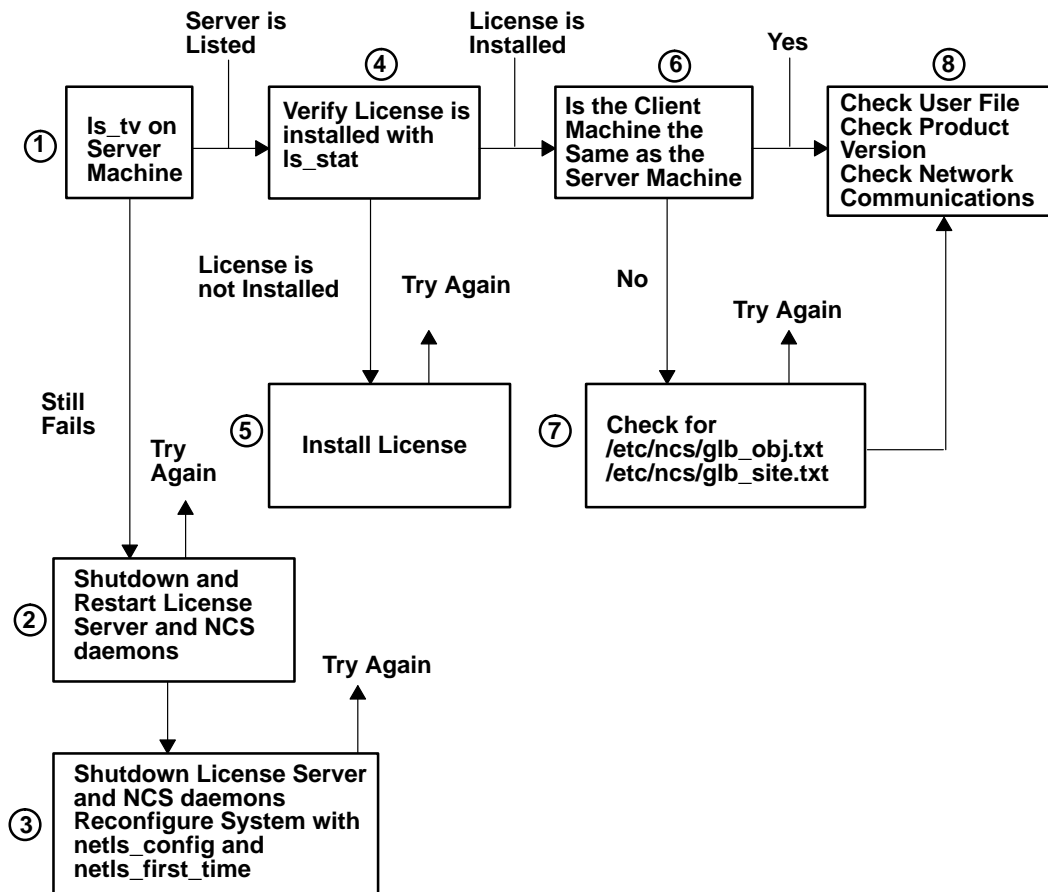 Server is
Listed
License is
Installed
Yes
4
6
8
1
ls_tv on
Server
Machine
Verify License is
installed with
ls_stat
Is the Client
Machine the
Same as the
Server Machine
Check User File
Check Product
Version
Check Network
Communications
License is
not Installed
Try Again
No
Try Again
Still
Fails
5
Install License
7
Check for
/etc/ncs/glb_obj.txt
/etc/ncs/glb_site.txt
Try
Again
2
Shutdown and
Restart License
Server and NCS
daemons
Try Again
3
Shutdown License Server
and NCS daemons
Reconfigure System with
netls_config and
netls_first_time